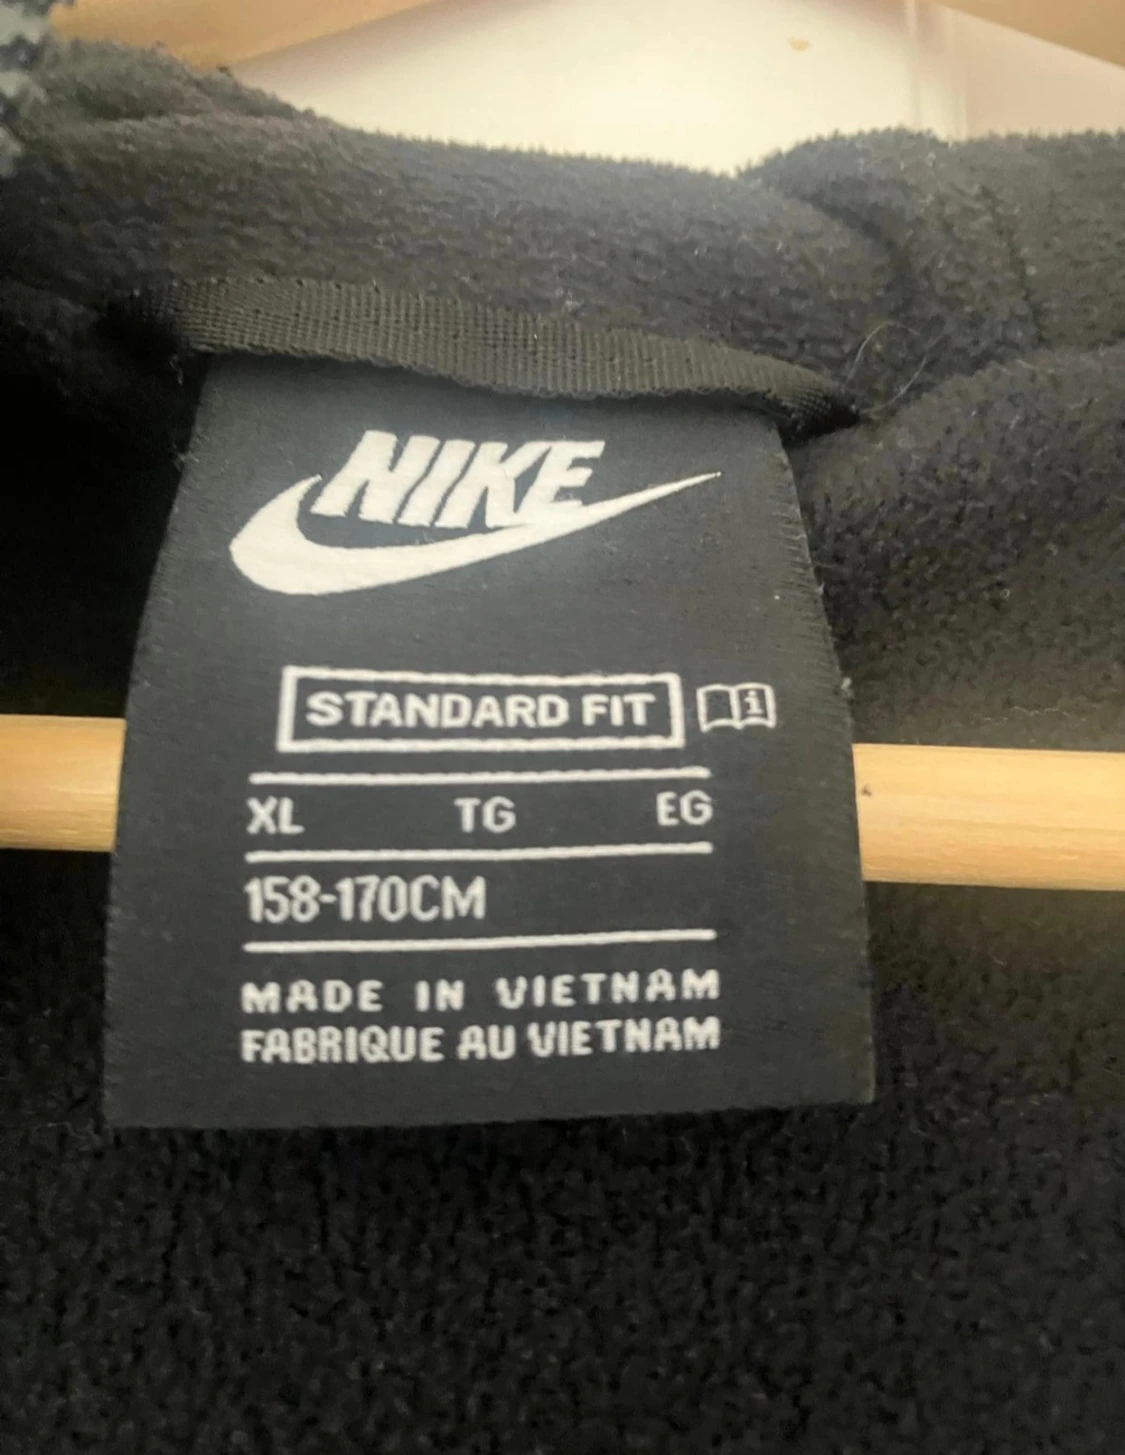 NIKE
STANDARD FIT i
XL TG EG
158-170CM
MADE IN VIETNAM
FABRIQUE AU VIETNAM